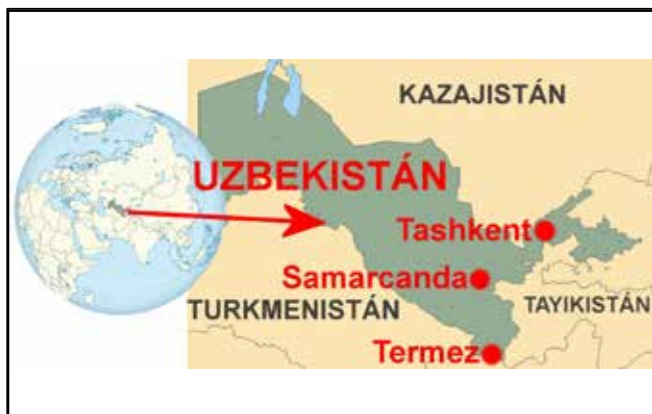 KAZAJISTÁN
UZBEKISTÁN
Tashkent
Samarcanda
TURKMENISTÁN
TAYIKISTÁN
Termez